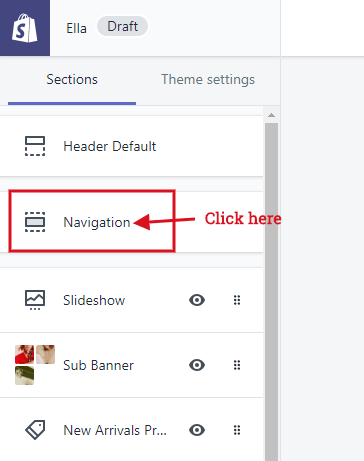 Ella Draft
Sections Theme settings
Header Default
Navigation Click here
Slideshow
Sub Banner
New Arrivals Pr...